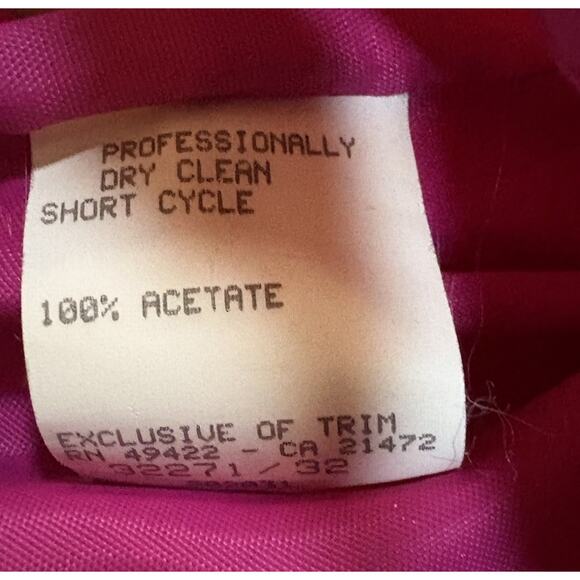 PROFESSIONALLY
DRY CLEAN
SHORT CYCLE
100% ACETATE
EXCLUSIVE OF TRIM
RN 49422 - CA 21472
32271/32